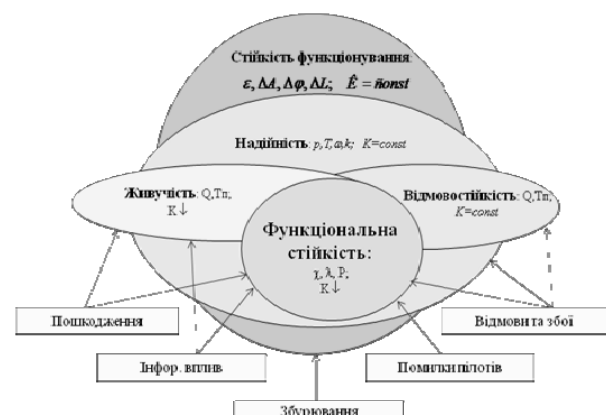 Стійкість функціонування:
ε, ΔA, Δφ, ΔL; Ê = ñonst
Надійність: p,T,ω,k; K=const
Живучість: Q,Tп;
K↓
Відмовостійкість: Q,Tп;
K=const
Функціональна
стійкість:
K↓
Пошкодження
Відмови та збої
Інфор. вплив
Помилки пілотів
Збурювання